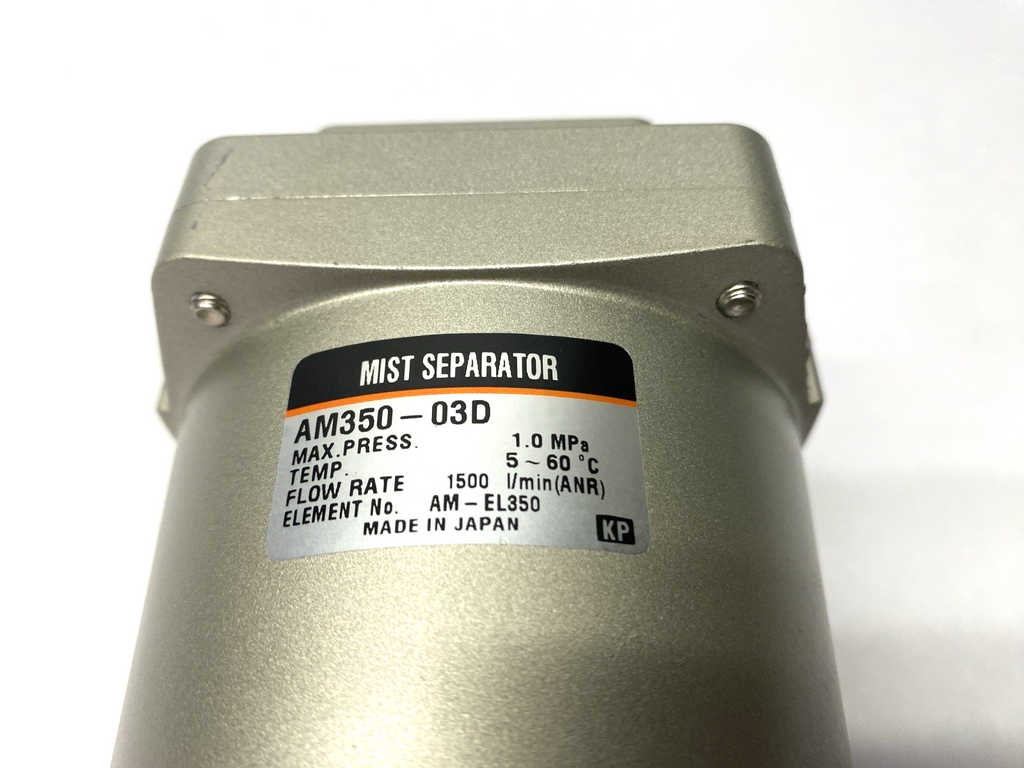 MIST SEPARATOR
AM350-03D
MAX.PRESS. 1.0 MPa
TEMP. 5~60 °C
FLOW RATE 1500 l/min(ANR)
ELEMENT No. AM-EL350
MADE IN JAPAN KP